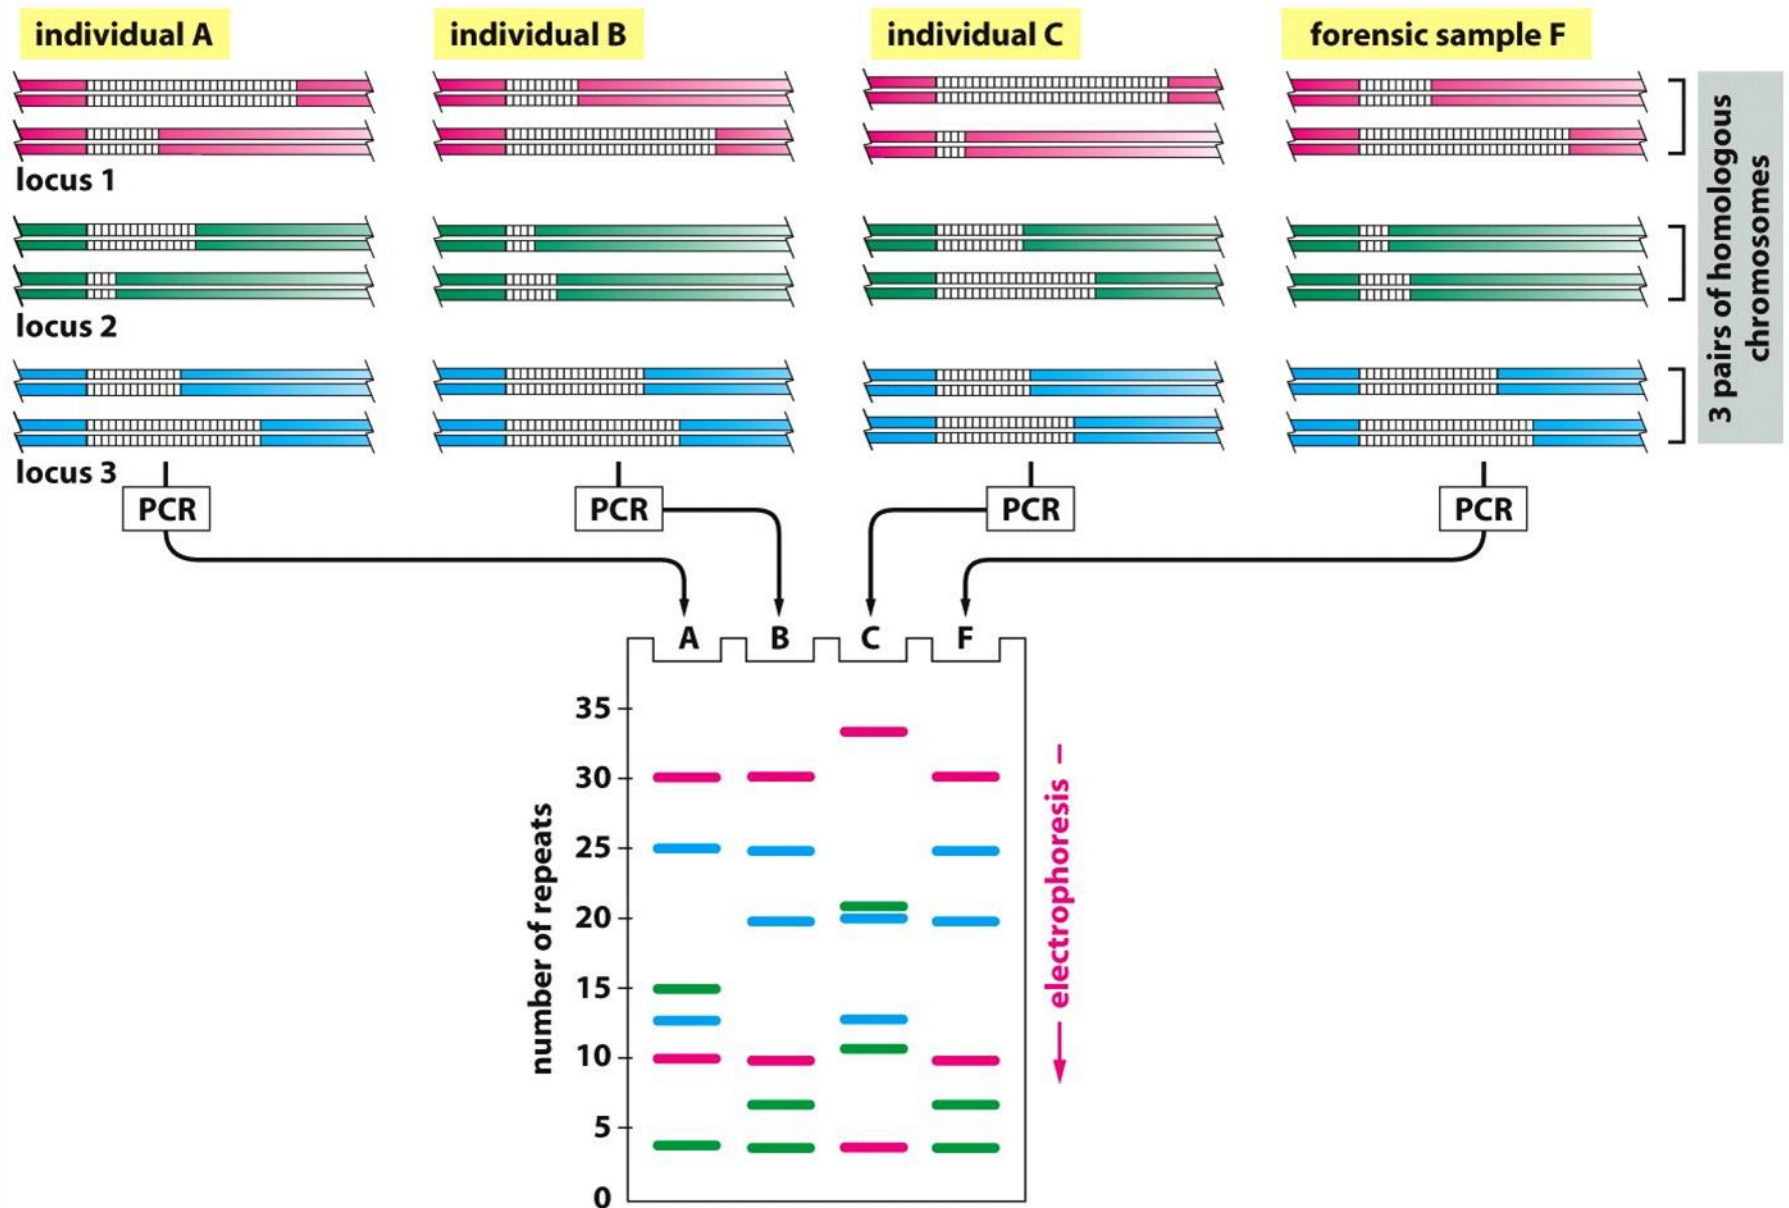 individual A
individual B
individual C
forensic sample F
locus 1
locus 2
locus 3
3 pairs of homologous
chromosomes
PCR
PCR
PCR
PCR
A
B
C
F
35
30
25
20
15
10
5
0
number of repeats
electrophoresis